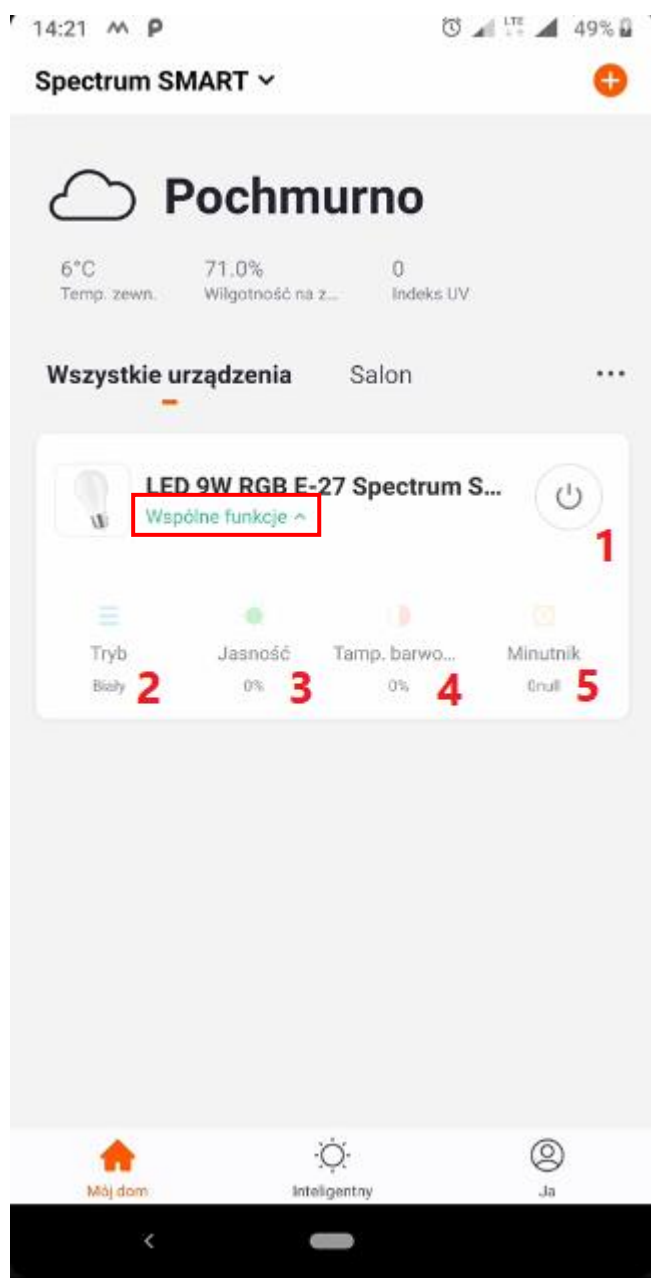 14:21 P LTE 49%
Spectrum SMART
Pochmurno
6°C 71.0% 0
Temp. zewn. Wilgotność na z... Indeks UV
Wszystkie urządzenia Salon ...
LED 9W RGB E-27 Spectrum S...
Wspólne funkcje
1
Tryb Jasność Tamp. barwo... Minutnik
Biały 2 0% 3 0% 4 0null 5
Mój dom Inteligentny Ja